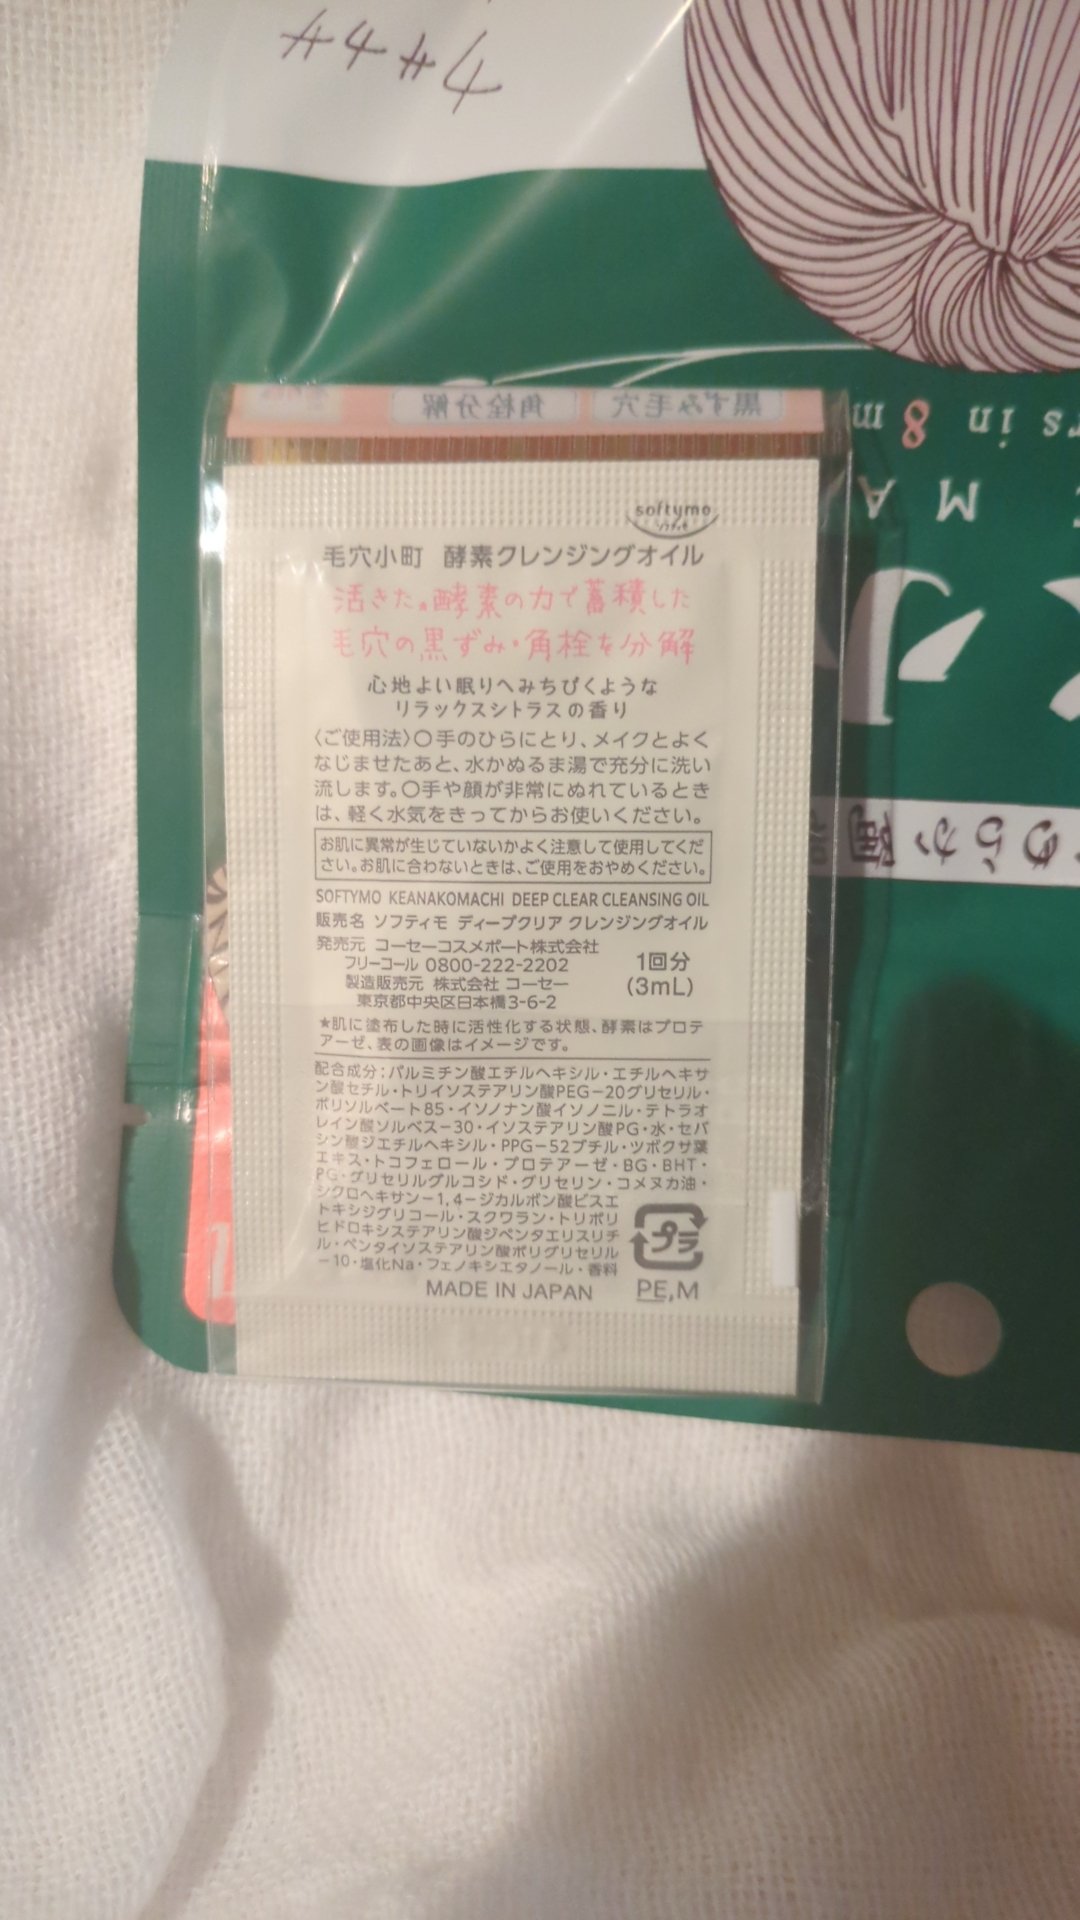 ##4#4
角栓分解
黒ずみ毛穴
rs in 8 m
M A
小
めらか陶
softymo
ソフティモ
毛穴小町 酵素クレンジングオイル
活きた★酵素の力で蓄積した
毛穴の黒ずみ・角栓を分解
心地よい眠りへみちびくような
リラックスシトラスの香り
〈ご使用法〉〇手のひらにとり、メイクとよく
なじませたあと、水かぬるま湯で充分に洗い
流します。〇手や顔が非常にぬれているとき
は、軽く水気をきってからお使いください。
お肌に異常が生じていないかよく注意して使用してくだ
さい。お肌に合わないときは、ご使用をおやめください。
SOFTYMO KEANAKOMACHI DEEP CLEAR CLEANSING OIL
販売名 ソフティモ ディープクリア クレンジングオイル
発売元 コーセーコスメポート株式会社
フリーコール 0800-222-2202
製造販売元 株式会社 コーセー
東京都中央区日本橋3-6-2
1回分
(3mL)
★肌に塗布した時に活性化する状態、酵素はプロテ
アーゼ、表の画像はイメージです。
配合成分:パルミチン酸エチルヘキシル・エチルヘキサ
ン酸セチル・トリイソステアリン酸PEG-20グリセリル・
ポリソルベート85・イソノナン酸イソノニル・テトラオ
レイン酸ソルベス-30・イソステアリン酸PG・水・セバ
シン酸ジエチルヘキシル・PPG-52ブチル・ツボクサ葉
エキス・トコフェロール・プロテアーゼ・BG・BHT・
PG・グリセリルグルコシド・グリセリン・コメヌカ油・
シクロヘキサン-1,4-ジカルボン酸ビスエ
トキシジグリコール・スクワラン・トリポリ
ヒドロキシステアリン酸ジペンタエリスリチ
ル・ペンタイソステアリン酸ポリグリセリル
-10・塩化Na・フェノキシエタノール・香料
プラ
MADE IN JAPAN
PE,M